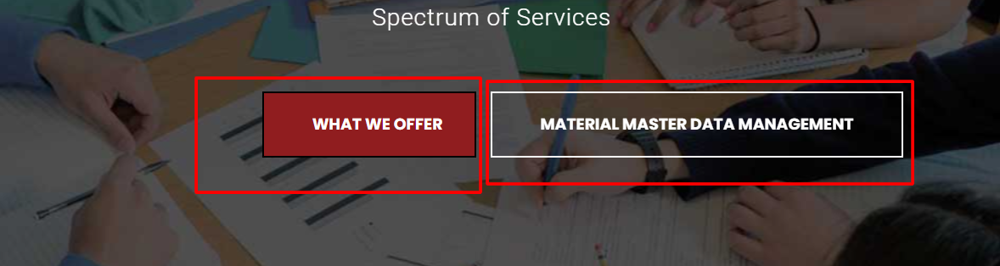 Spectrum of Services
WHAT WE OFFER
MATERIAL MASTER DATA MANAGEMENT